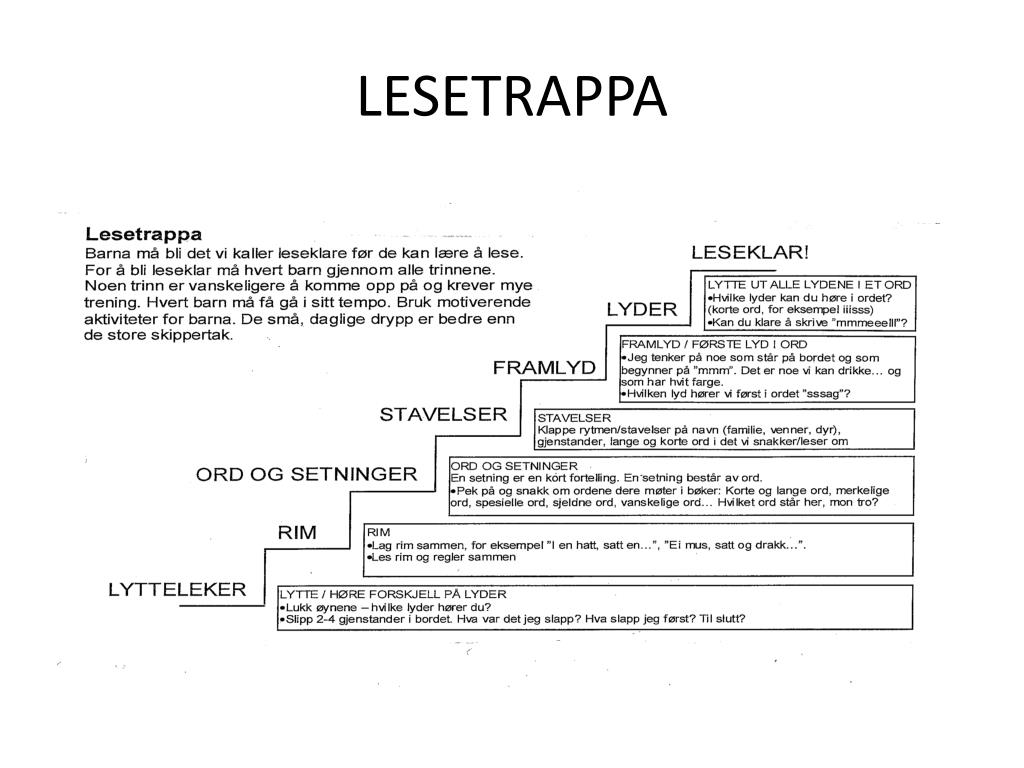 LESETRAPPA
Lesetrappa
Barna må bli det vi kaller leseklare før de kan lære å lese.
For å bli leseklar må hvert barn gjennom alle trinnene.
Noen trinn er vanskeligere å komme opp på og krever mye
trening. Hvert barn må få gå i sitt tempo. Bruk motiverende
aktiviteter for barna. De små, daglige drypp er bedre enn
de store skippertak.
LESEKLAR!
LYTTE UT ALLE LYDENE I ET ORD
•Hvilke lyder kan du høre i ordet?
(korte ord, for eksempel iiisss)
•Kan du klare å skrive "mmmeeelll"?
LYDER
FRAMLYD / FØRSTE LYD I ORD
•Jeg tenker på noe som står på bordet og som
begynner på "mmm". Det er noe vi kan drikke... og
som har hvit farge.
•Hvilken lyd hører vi først i ordet "sssag"?
FRAMLYD
STAVELSER
STAVELSER
Klappe rytmen/stavelser på navn (familie, venner, dyr),
gjenstander, lange og korte ord i det vi snakker/leser om
ORD OG SETNINGER
ORD OG SETNINGER
En setning er en kort fortelling. En setning består av ord.
•Pek på og snakk om ordene dere møter i bøker: Korte og lange ord, merkelige
ord, spesielle ord, sjeldne ord, vanskelige ord... Hvilket ord står her, mon tro?
RIM
RIM
•Lag rim sammen, for eksempel "I en hatt, satt en...", "Ei mus, satt og drakk...".
•Les rim og regler sammen
LYTTELEKER
LYTTE / HØRE FORSKJELL PÅ LYDER
•Lukk øynene – hvilke lyder hører du?
•Slipp 2-4 gjenstander i bordet. Hva var det jeg slapp? Hva slapp jeg først? Til slutt?